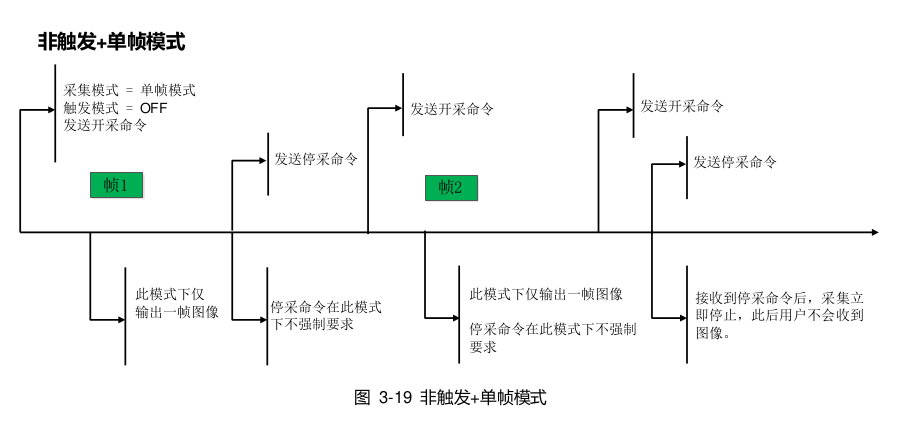 非触发+单帧模式
采集模式 = 单帧模式
触发模式 = OFF
发送开采命令
发送停采命令
发送开采命令
发送开采命令
发送停采命令
帧1
帧2
此模式下仅
输出一帧图像
停采命令在此模式
下不强制要求
此模式下仅输出一帧图像
停采命令在此模式下不强制
要求
接收到停采命令后，采集立
即停止，此后用户不会收到
图像。
图 3-19 非触发+单帧模式